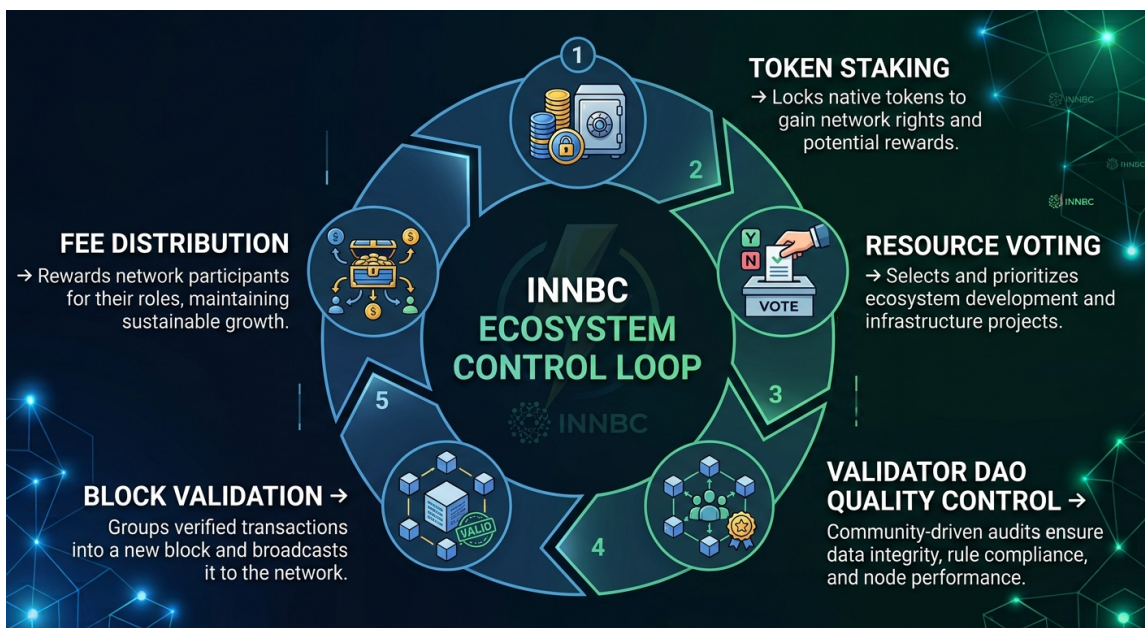 1
TOKEN STAKING
→ Locks native tokens to
gain network rights and
potential rewards.
INNBC
INNBC
INNBC
2
Y
N
VOTE
RESOURCE VOTING
→ Selects and prioritizes
ecosystem development and
infrastructure projects.
3
VALIDATOR DAO
QUALITY CONTROL →
Community-driven audits ensure
data integrity, rule compliance,
and node performance.
4
VALIO
BLOCK VALIDATION →
Groups verified transactions
into a new block and broadcasts
it to the network.
5
$
$
$
FEE DISTRIBUTION
→ Rewards network participants
for their roles, maintaining
sustainable growth.
INNBC
ECOSYSTEM
CONTROL LOOP
INNBC